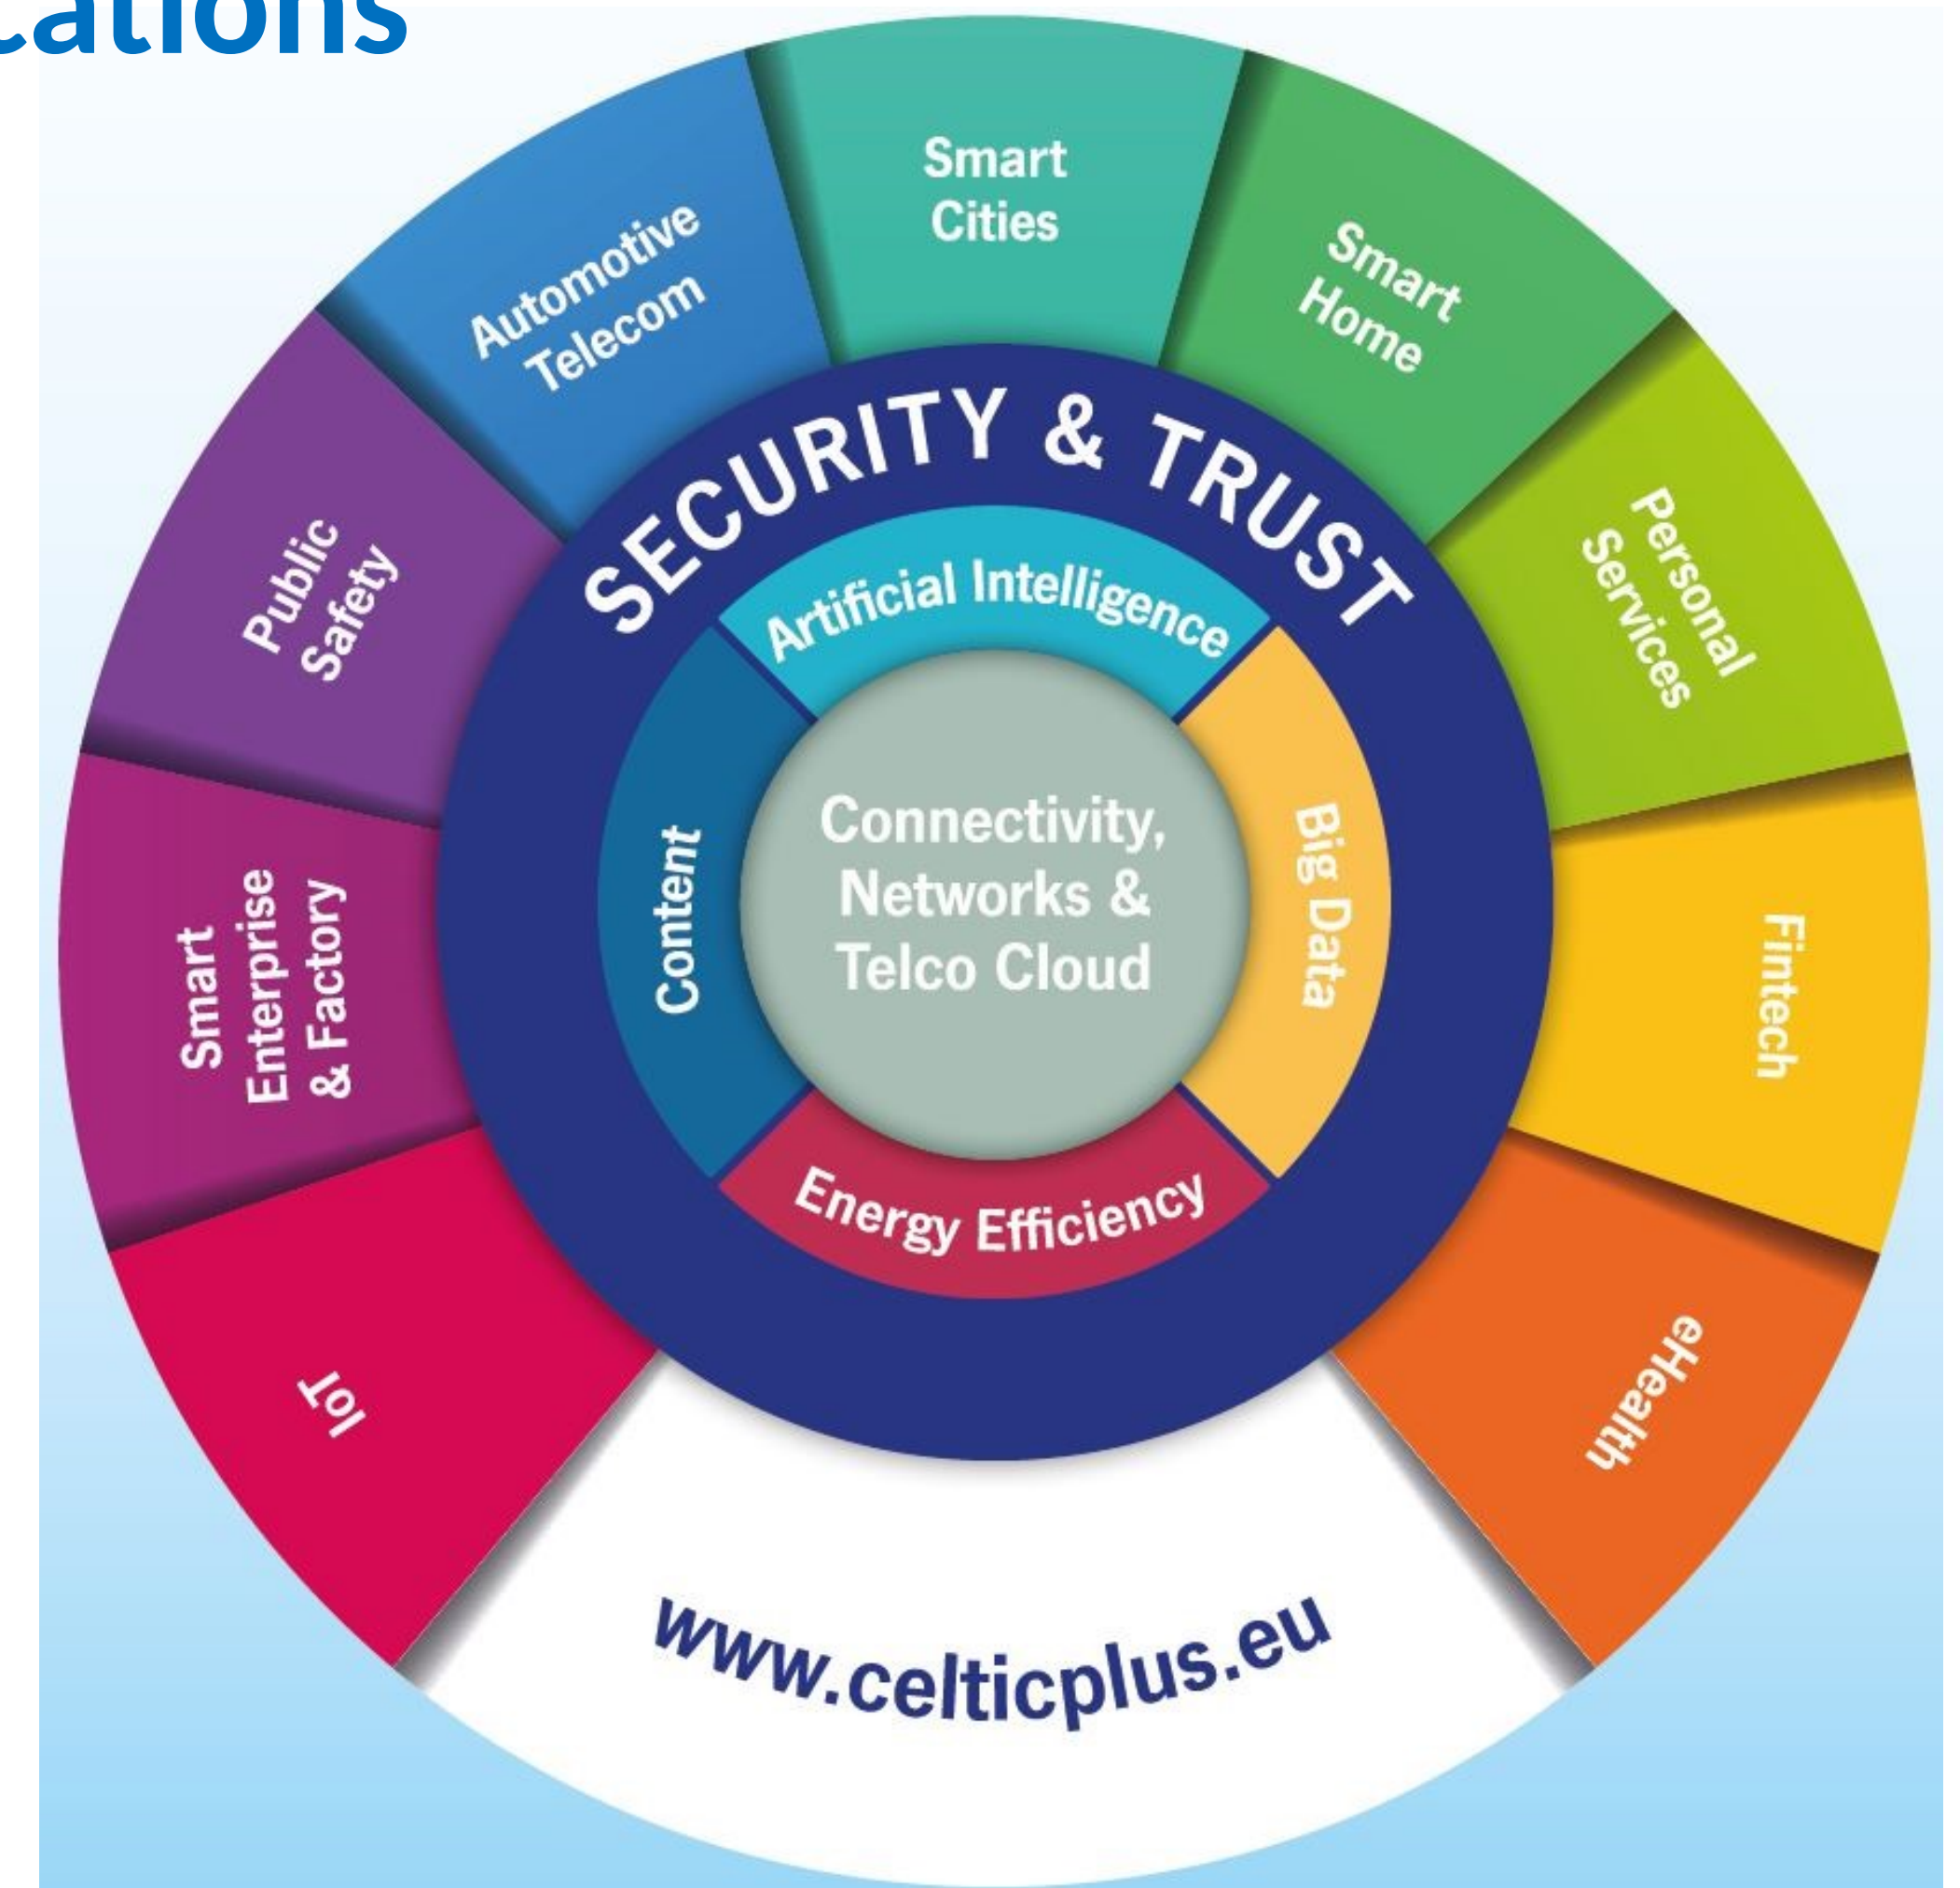 cations
Smart
Cities
Smart
Home
Personal
Services
Fintech
eHealth
www.celticplus.eu
IoT
Smart
Enterprise
& Factory
Public
Safety
Automotive
Telecom
SECURITY & TRUST
Artificial Intelligence
Big Data
Energy Efficiency
Content
Connectivity,
Networks &
Telco Cloud